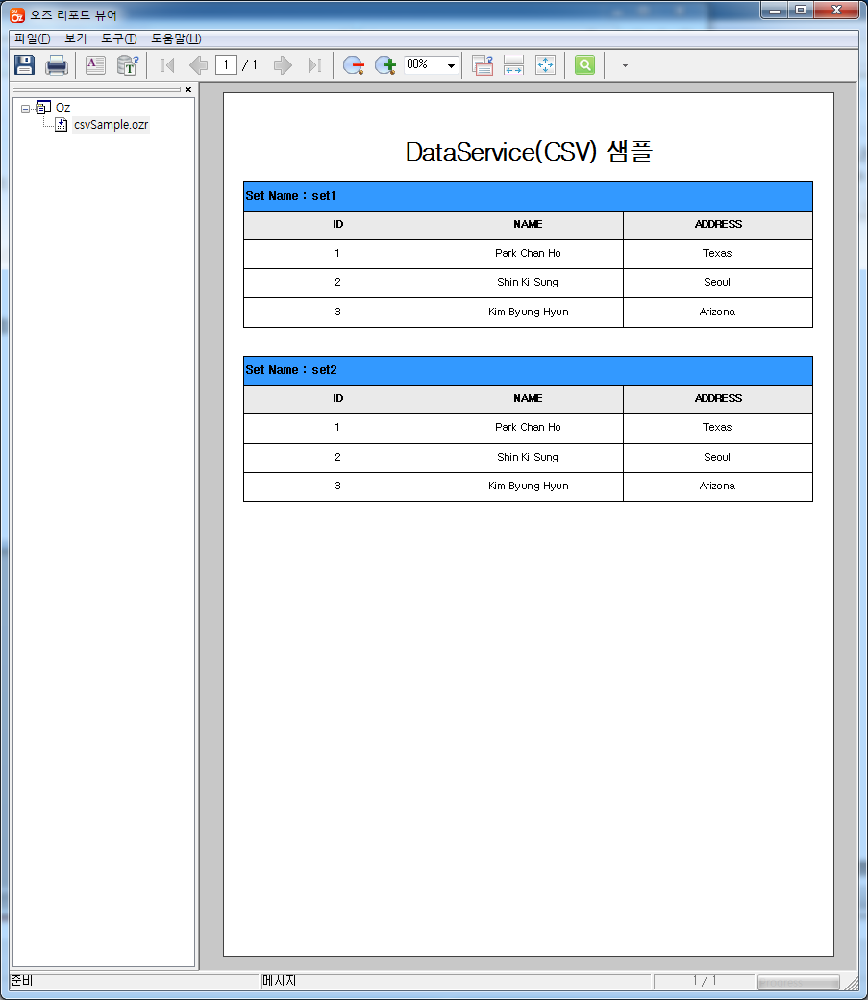 오즈 리포트 뷰어
파일(F) 보기 도구(T) 도움말(H)
1 / 1 80%
Oz
csvSample.ozr
DataService(CSV) 샘플
Set Name : set1
ID NAME ADDRESS
1 Park Chan Ho Texas
2 Shin Ki Sung Seoul
3 Kim Byung Hyun Arizona
Set Name : set2
ID NAME ADDRESS
1 Park Chan Ho Texas
2 Shin Ki Sung Seoul
3 Kim Byung Hyun Arizona
준비 메시지 1 / 1